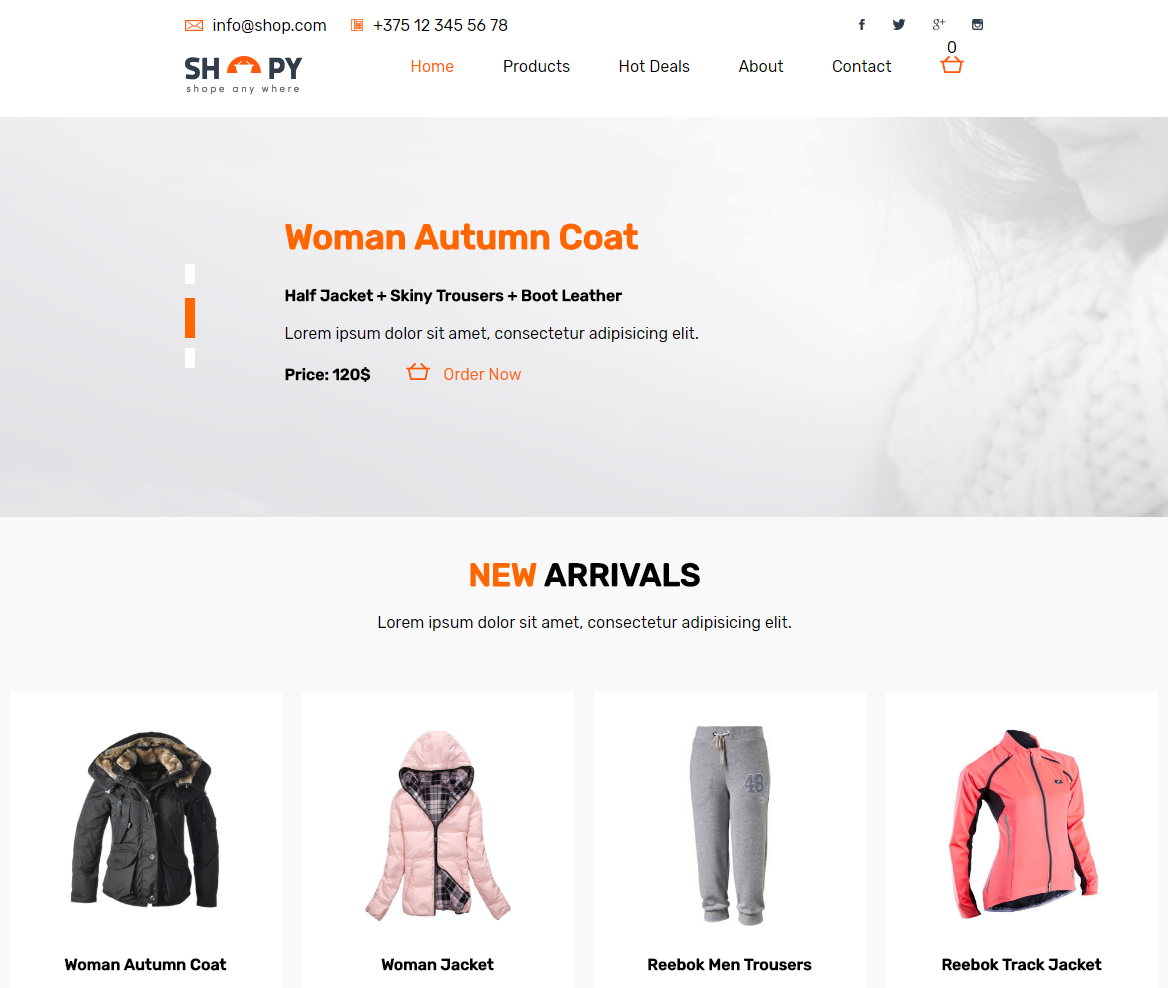 info@shop.com +375 12 345 56 78
SHOPY
shope any where
Home Products Hot Deals About Contact 0
Woman Autumn Coat
Half Jacket + Skiny Trousers + Boot Leather
Lorem ipsum dolor sit amet, consectetur adipisicing elit.
Price: 120$ Order Now
NEW ARRIVALS
Lorem ipsum dolor sit amet, consectetur adipisicing elit.
48
Woman Autumn Coat Woman Jacket Reebok Men Trousers Reebok Track Jacket